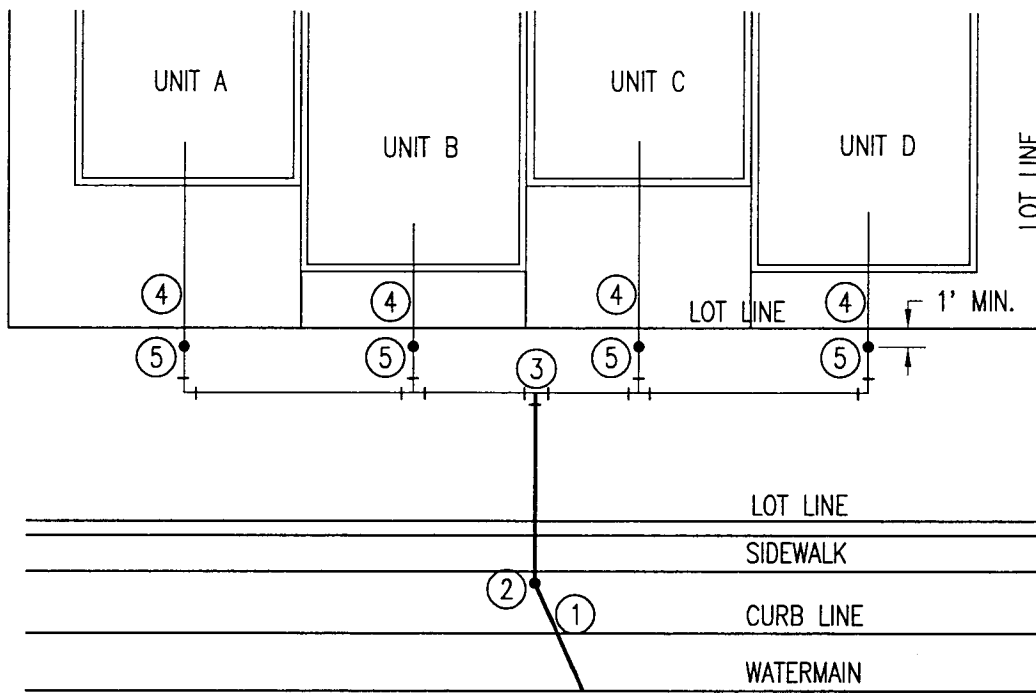 UNIT A
UNIT B
UNIT C
UNIT D
LOT LINE
4
4
4
4
1' MIN.
LOT LINE
5
5
5
5
3
LOT LINE
SIDEWALK
2
1
CURB LINE
WATERMAIN